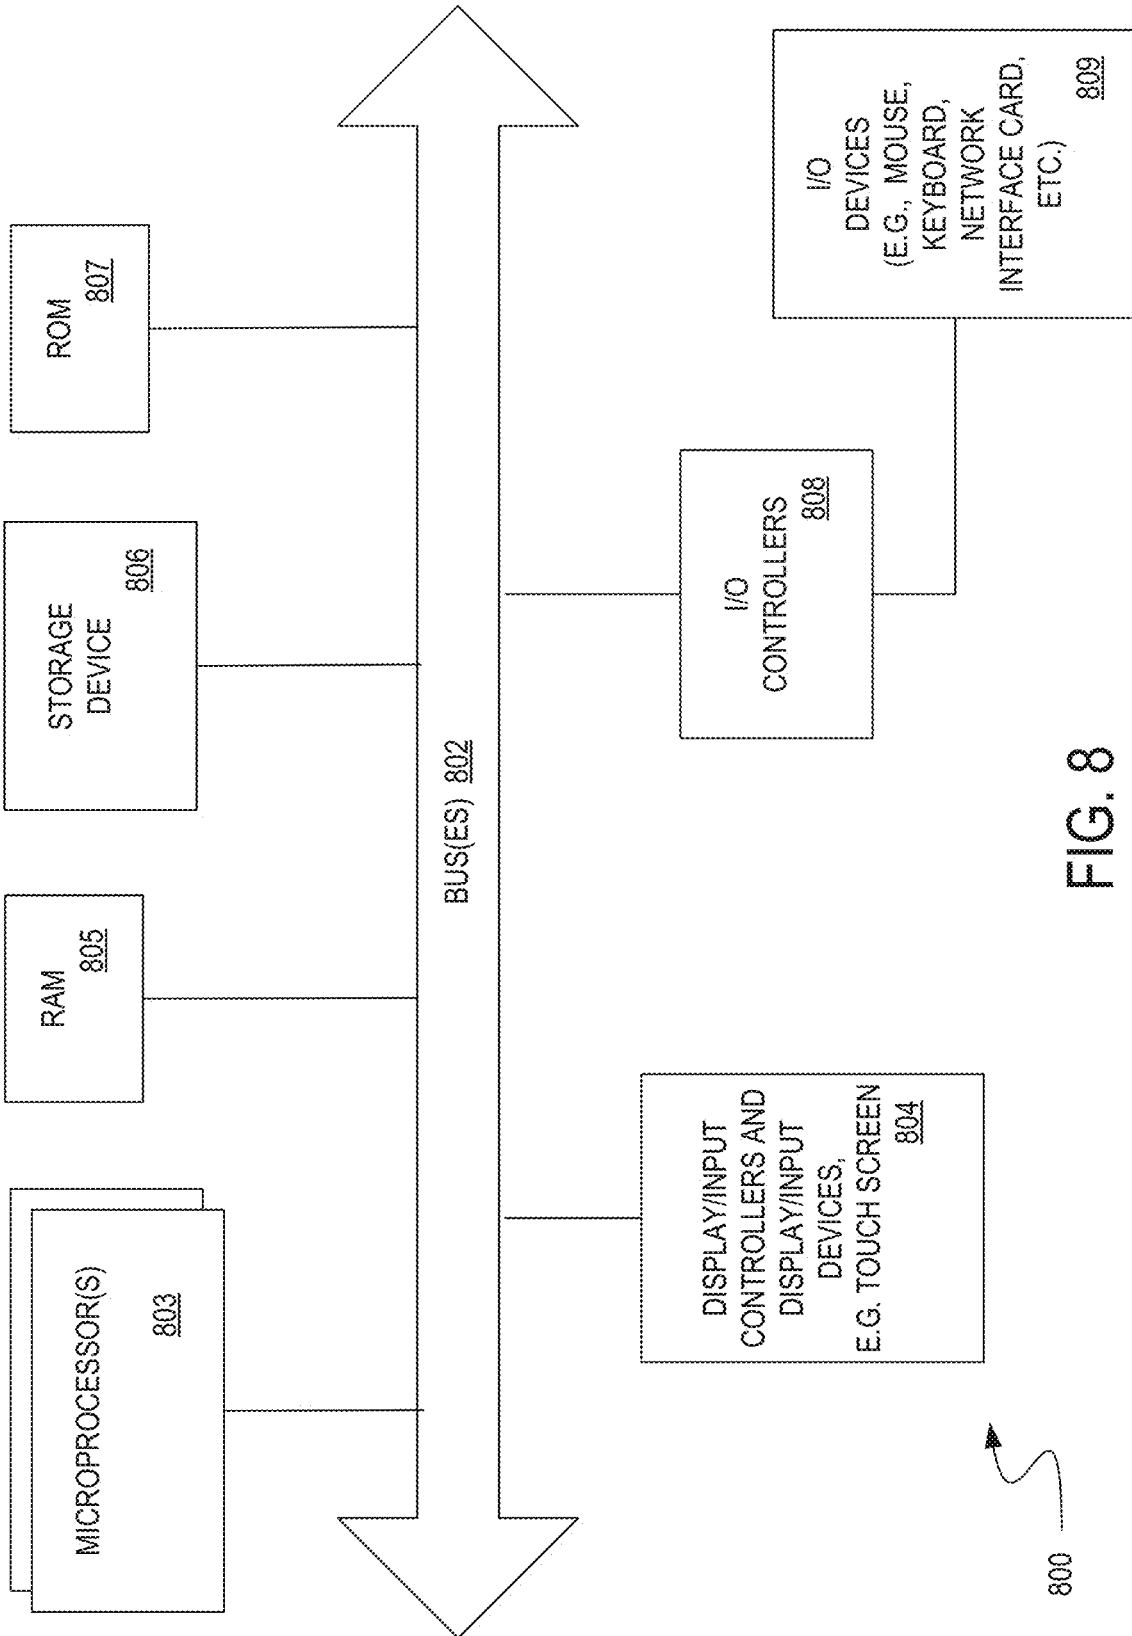 MICROPROCESSOR(S)
803
RAM
805
STORAGE
DEVICE
806
ROM
807
BUS(ES) 802
DISPLAY/INPUT
CONTROLLERS AND
DISPLAY/INPUT
DEVICES,
E.G. TOUCH SCREEN
804
I/O
CONTROLLERS
808
I/O
DEVICES
(E.G., MOUSE,
KEYBOARD,
NETWORK
INTERFACE CARD,
ETC.)
809
800
FIG. 8